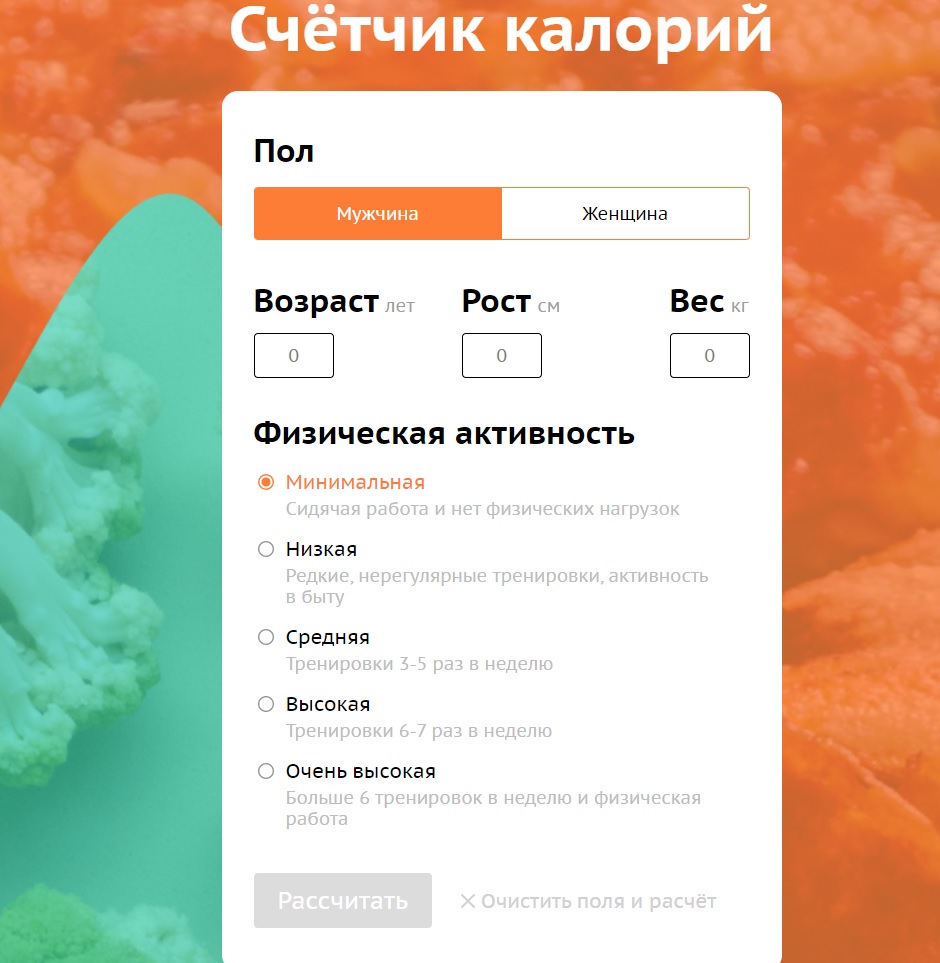 Счётчик калорий
Пол
Мужчина Женщина
Возраст лет Рост см Вес кг
0 0 0
Физическая активность
Минимальная
Сидячая работа и нет физических нагрузок
Низкая
Редкие, нерегулярные тренировки, активность
в быту
Средняя
Тренировки 3-5 раз в неделю
Высокая
Тренировки 6-7 раз в неделю
Очень высокая
Больше 6 тренировок в неделю и физическая
работа
Рассчитать Очистить поля и расчёт